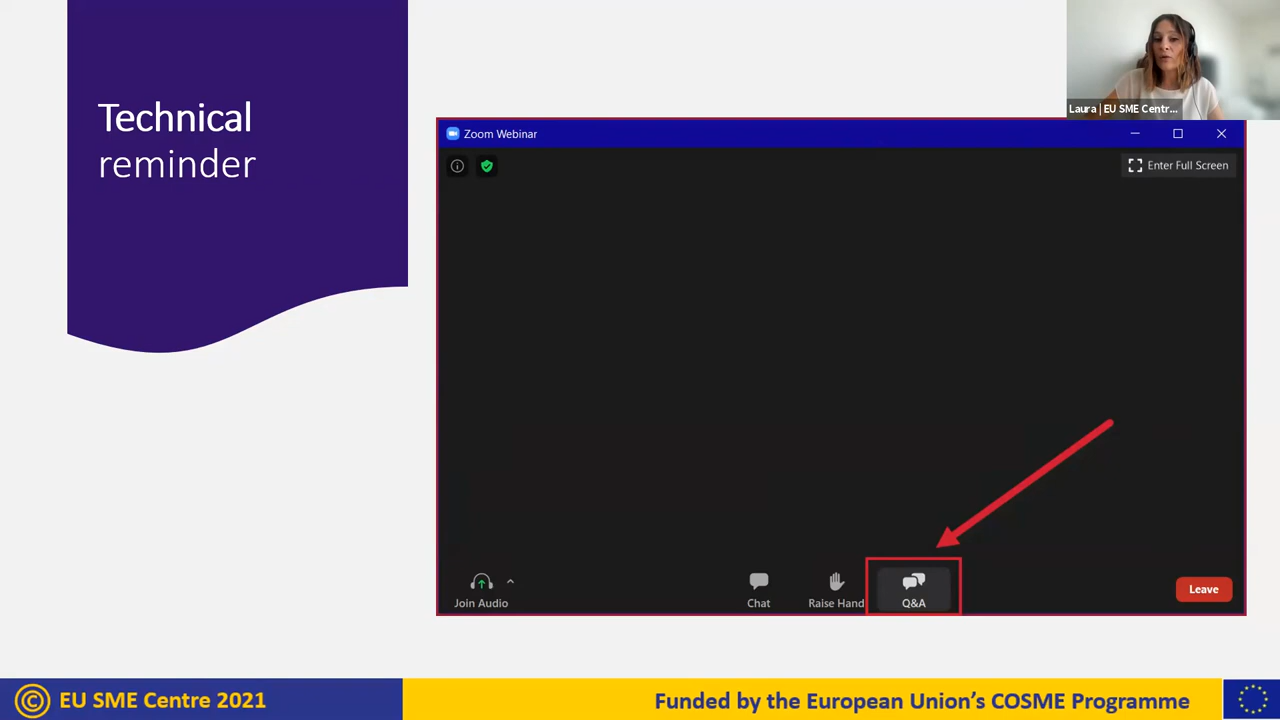 Technical
reminder
Laura | EU SME Centr...
Zoom Webinar
Enter Full Screen
Join Audio
Chat
Raise Hand
Q&A
Leave
© EU SME Centre 2021
Funded by the European Union’s COSME Programme